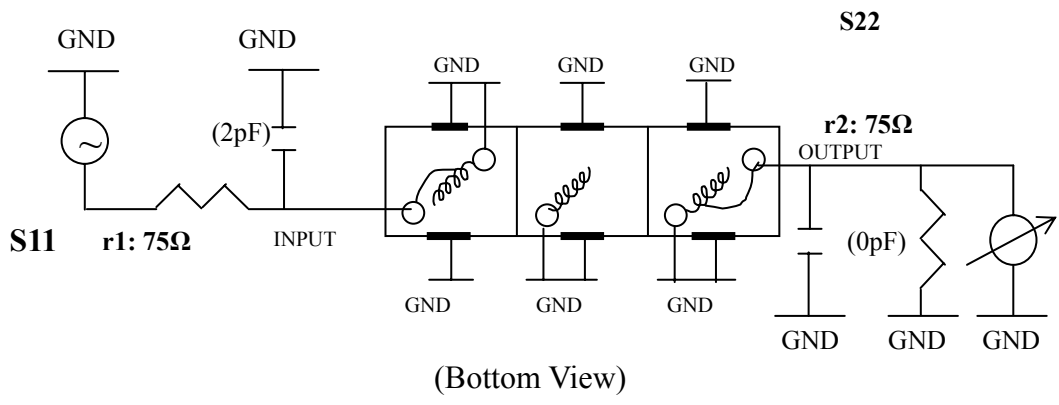 S22
GND
GND
GND
GND
GND
(2pF)
r2: 75Ω
OUTPUT
S11
r1: 75Ω
INPUT
(0pF)
GND
GND
GND
GND
GND
GND
(Bottom View)